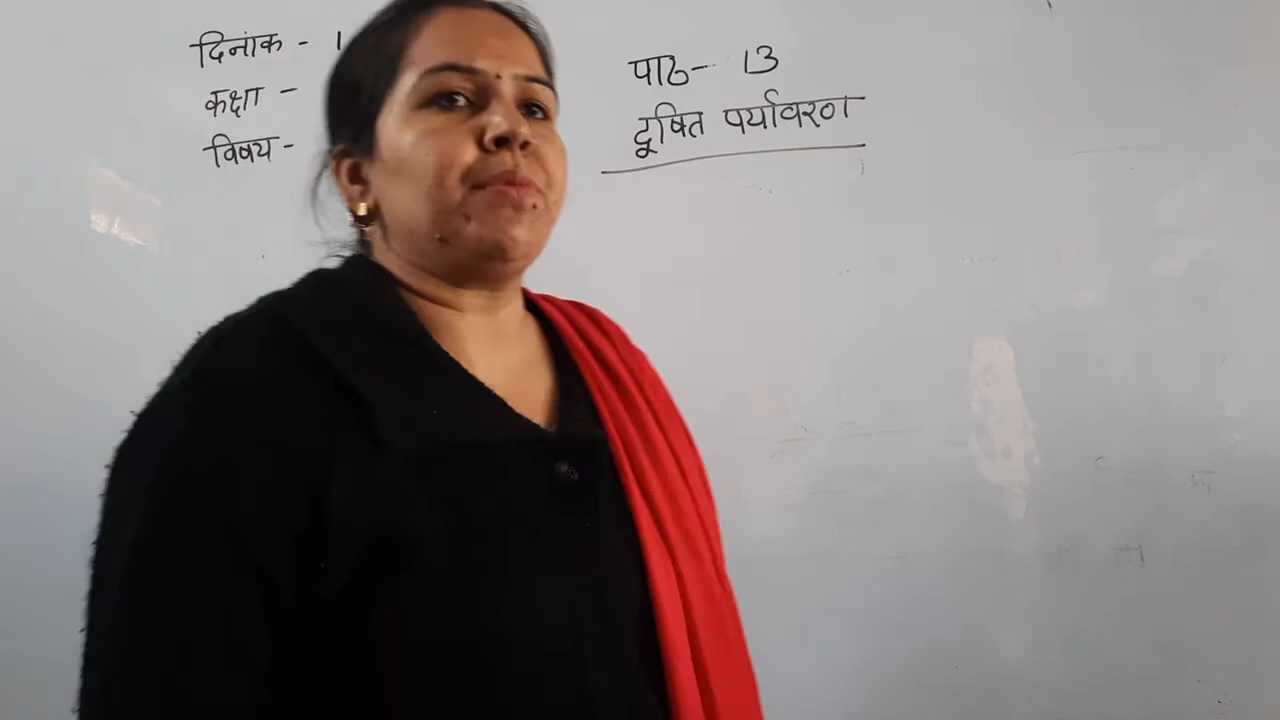 दिनांक - 1
कक्षा -
विषय -
पाठ- 13
दूषित पर्यावरण